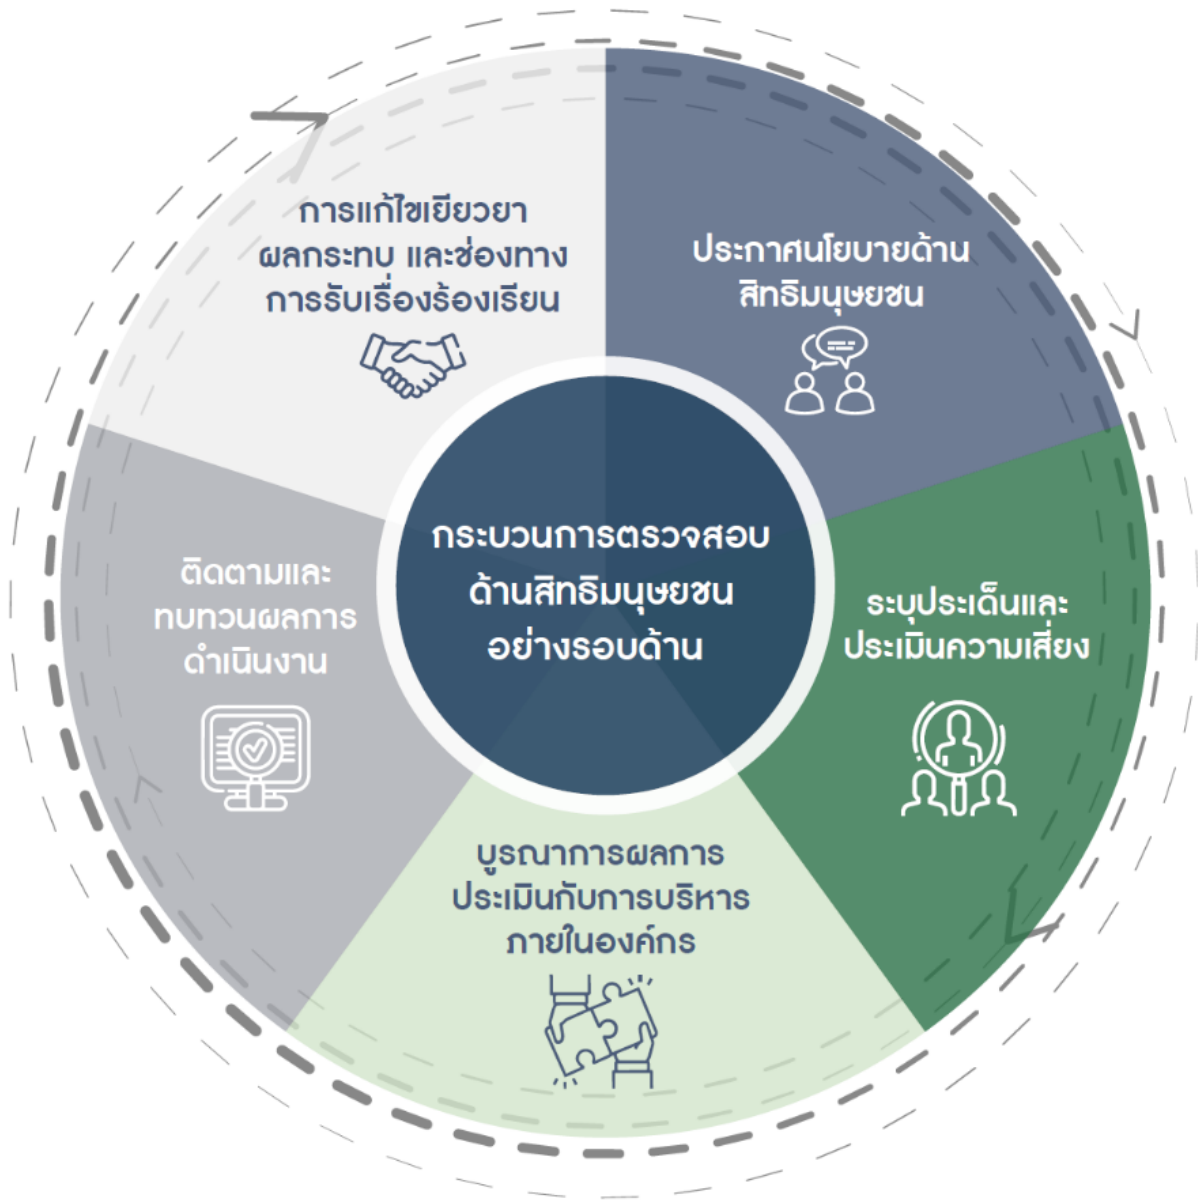 การแก้ไขเยียวยา
ผลกระทบ และช่องทาง
การรับเรื่องร้องเรียน
ประกาศนโยบายด้าน
สิทธิมนุษยชน
กระบวนการตรวจสอบ
ด้านสิทธิมนุษยชน
อย่างรอบด้าน
ติดตามและ
ทบทวนผลการ
ดำเนินงาน
ระบุประเด็นและ
ประเมินความเสี่ยง
บูรณาการผลการ
ประเมินกับการบริหาร
ภายในองค์กร